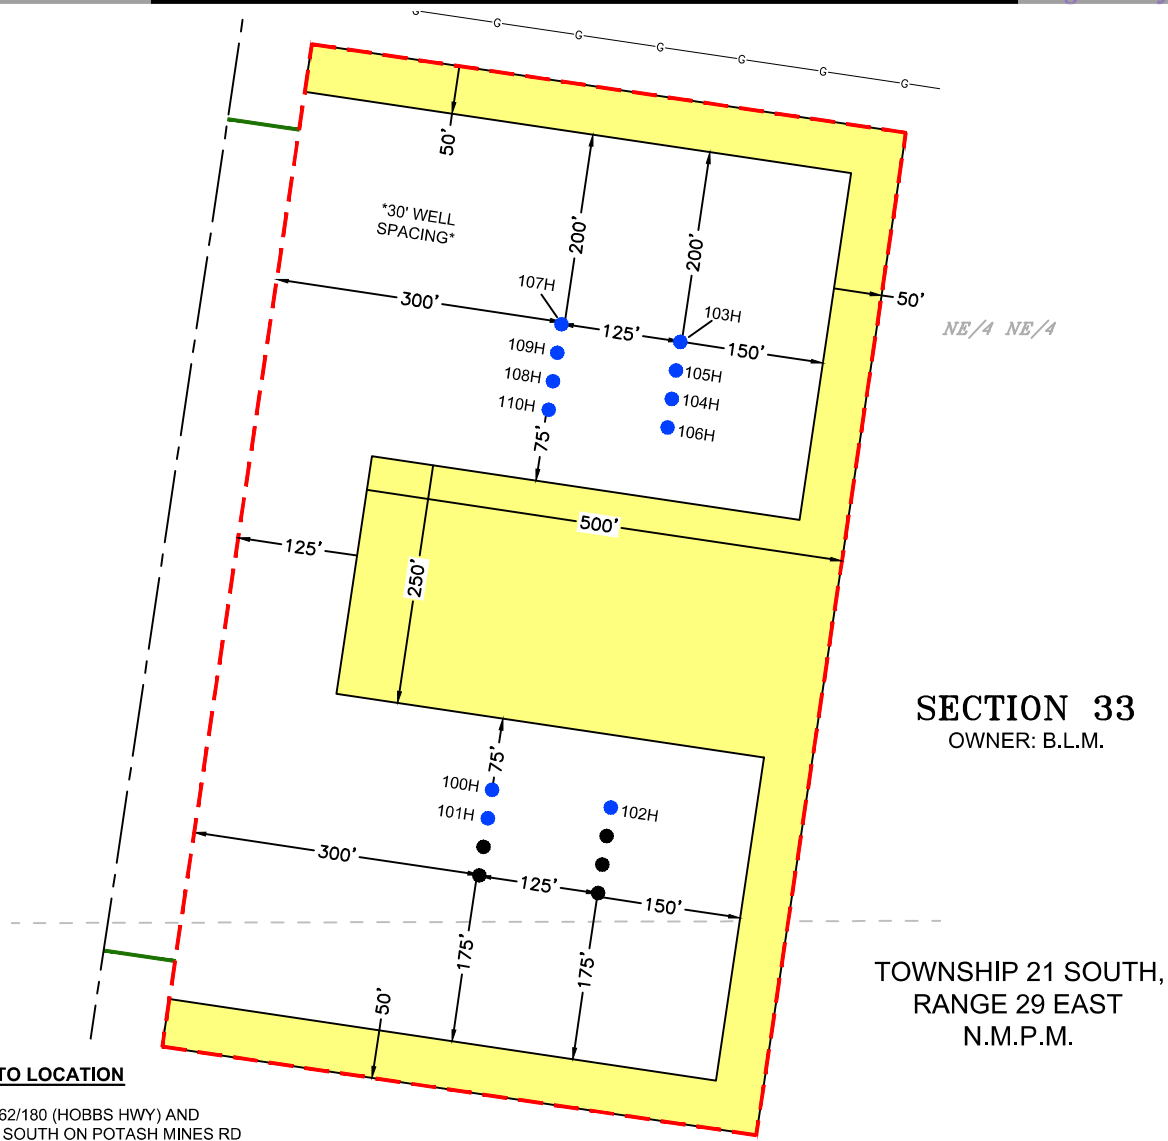 G G G G G G G
50'
*30' WELL
SPACING*
200'
200'
107H
103H
300'
125'
150'
50'
NE/4 NE/4
109H
108H
110H
105H
104H
106H
75'
500'
125'
250'
SECTION 33
OWNER: B.L.M.
75'
100H
101H
102H
300'
125'
150'
175'
175'
50'
TOWNSHIP 21 SOUTH,
RANGE 29 EAST
N.M.P.M.
TO LOCATION
62/180 (HOBBS HWY) AND
SOUTH ON POTASH MINES RD